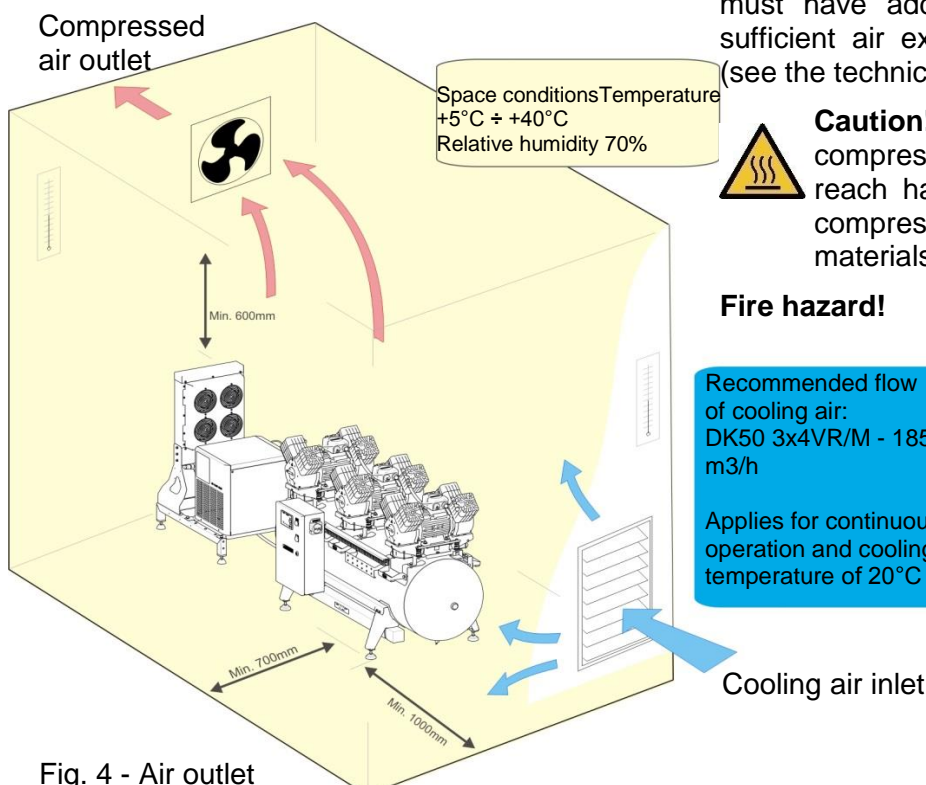 Compressed
air outlet
must have add
sufficient air ex
(see the technic
Space conditionsTemperature
+5°C ÷ +40°C
Relative humidity 70%
Caution!
compres
reach ha
compres
materials
Fire hazard!
Min. 600mm
Recommended flow
of cooling air:
DK50 3x4VR/M - 185
m3/h
Applies for continuou
operation and cooling
temperature of 20°C
Min. 700mm
Min. 1000mm
Cooling air inlet
Fig. 4 - Air outlet